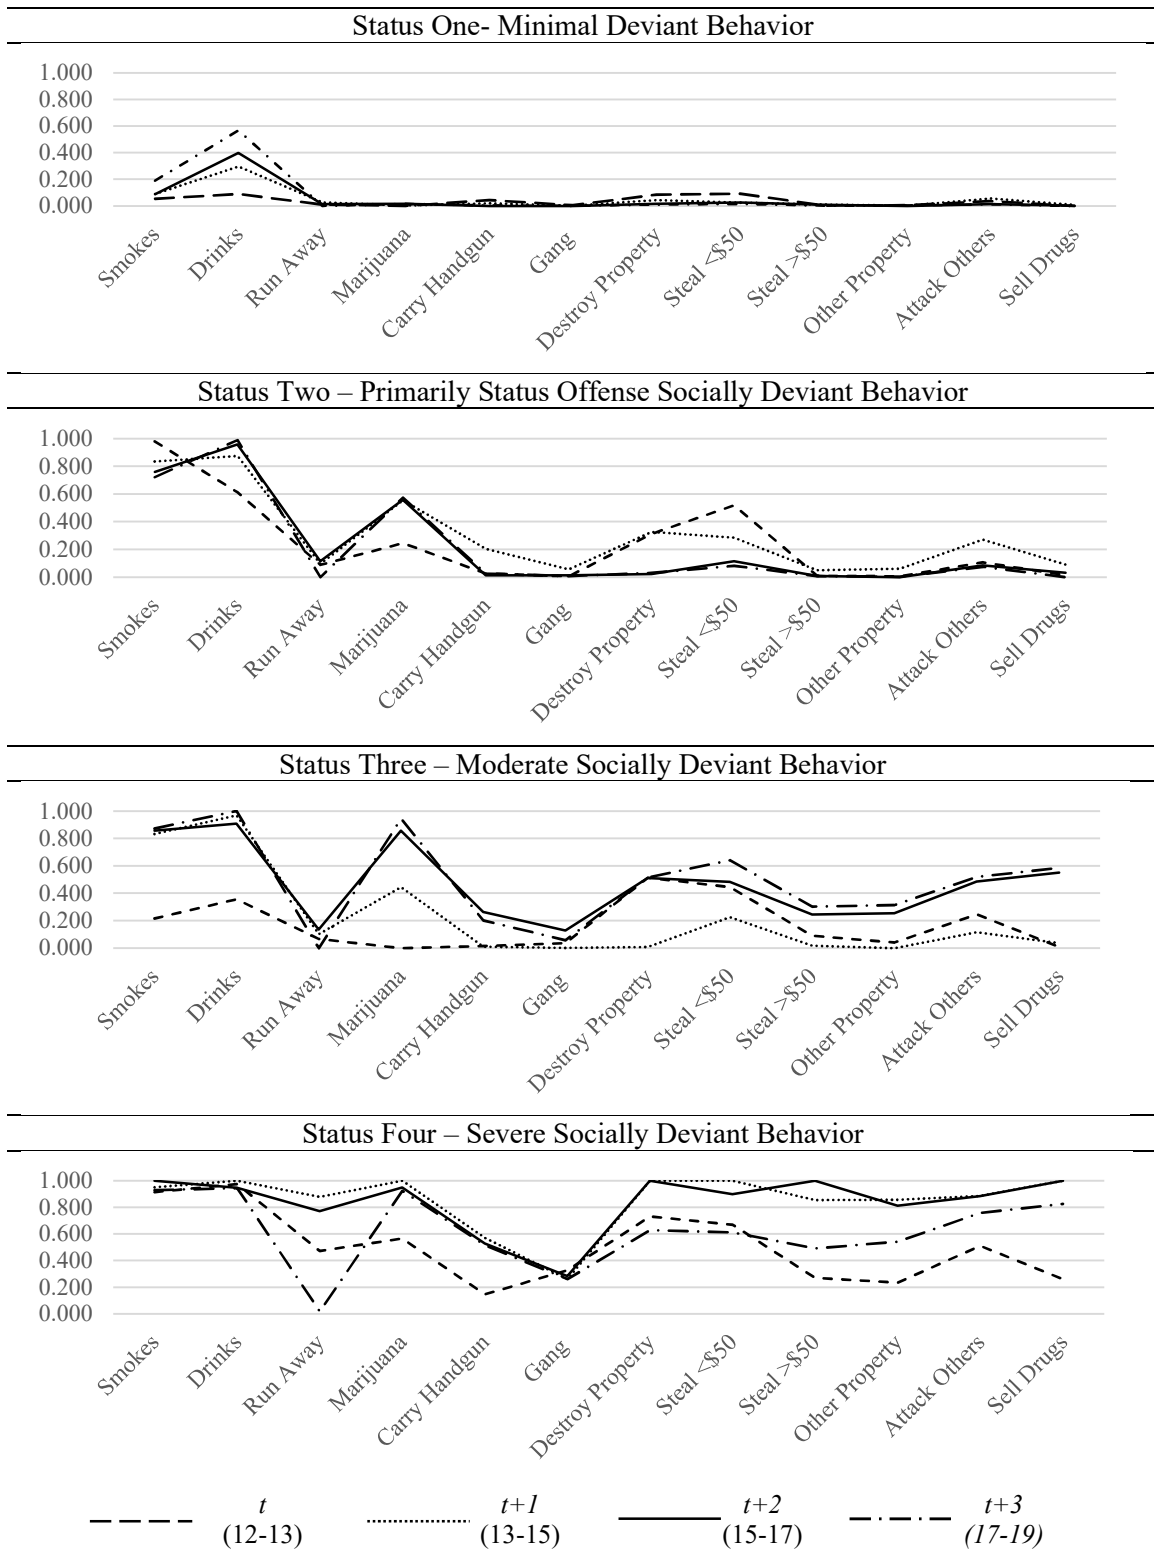 Status One- Minimal Deviant Behavior
1.000
0.800
0.600
0.400
0.200
0.000
Smokes
Drinks
Run Away
Marijuana
Carry Handgun
Gang
Destroy Property
Steal <$50
Steal >$50
Other Property
Attack Others
Sell Drugs
Status Two – Primarily Status Offense Socially Deviant Behavior
1.000
0.800
0.600
0.400
0.200
0.000
Smokes
Drinks
Run Away
Marijuana
Carry Handgun
Gang
Destroy Property
Steal <$50
Steal >$50
Other Property
Attack Others
Sell Drugs
Status Three – Moderate Socially Deviant Behavior
1.000
0.800
0.600
0.400
0.200
0.000
Smokes
Drinks
Run Away
Marijuana
Carry Handgun
Gang
Destroy Property
Steal <$50
Steal >$50
Other Property
Attack Others
Sell Drugs
Status Four – Severe Socially Deviant Behavior
1.000
0.800
0.600
0.400
0.200
0.000
Smokes
Drinks
Run Away
Marijuana
Carry Handgun
Gang
Destroy Property
Steal <$50
Steal >$50
Other Property
Attack Others
Sell Drugs
t t+1 t+2 t+3
(12-13) (13-15) (15-17) (17-19)